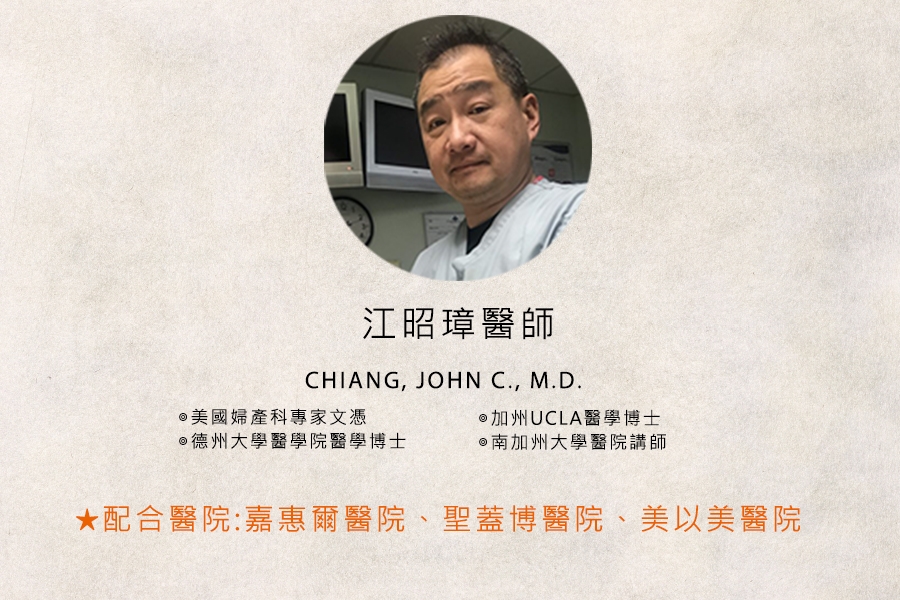 江昭璋醫師
CHIANG, JOHN C., M.D.
◎美國婦產科專家文憑
◎加州UCLA醫學博士
◎德州大學醫學院醫學博士
◎南加州大學醫院講師
★配合醫院:嘉惠爾醫院、聖蓋博醫院、美以美醫院